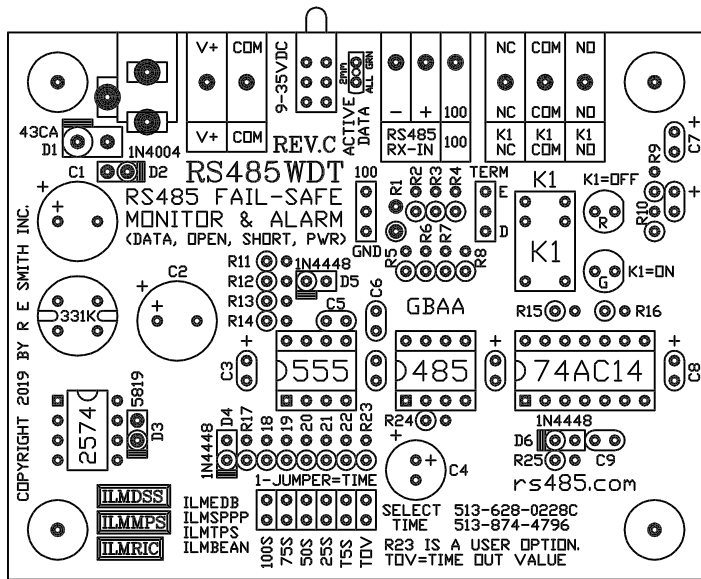 V+ COM
9-35VDC
2MM
ALL GRN
ACTIVE
DATA
- + 100
NC COM NO
V+ COM
REV.C
RS485
RX-IN
100
NC COM NO
K1 K1 K1
NC COM NO
C7
+
43CA
D1
1N4004
C1
D2
RS485WDT
RS485 FAIL-SAFE
MONITOR & ALARM
(DATA, OPEN, SHORT, PWR)
100
GND
R1
R2
R3
R4
TERM
E
D
R5
R6
R7
R8
K1
K1
K1=OFF
R
K1=ON
G
R9
R10
+
331K
C2
+
R11
R12
R13
R14
1N4448
D5
C5
C6
GBAA
R15
R16
C3
+
555
485
+
74AC14
+
C8
COPYRIGHT 2019 BY R E SMITH INC.
2574
5819
D3
D4
1N4448
R17
18
19
20
21
22
R23
R24
+
C4
1N4448
D6
C9
R25
rs485.com
1-JUMPER=TIME
100S
75S
50S
25S
T5S
TOV
ILMDSS
ILMMPS
ILMRIC
ILMEDB
ILMSPPP
ILMTPS
ILMBEAN
SELECT
TIME
513-628-0228C
513-874-4796
R23 IS A USER OPTION.
TOV=TIME OUT VALUE